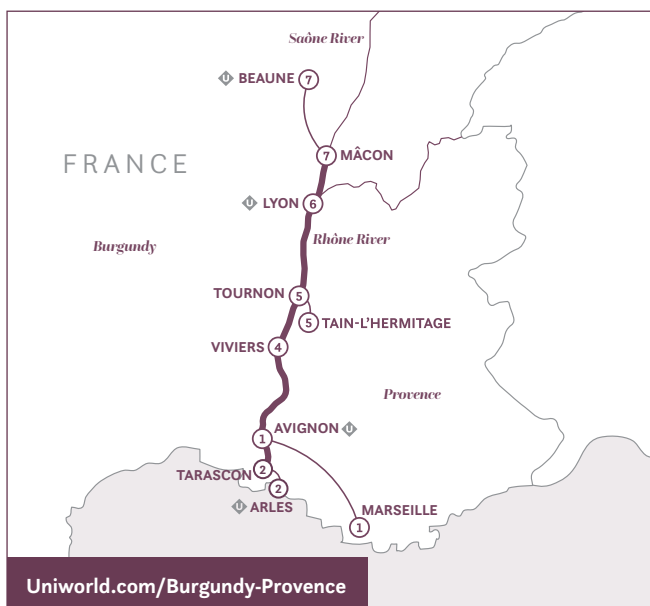 Saône River
U BEAUNE 7
FRANCE
7 MÂCON
U LYON 6
Rhône River
Burgundy
TOURNON 5
5 TAIN-L'HERMITAGE
VIVIERS 4
Provence
1 AVIGNON U
TARASCON 2
2
U ARLES
MARSEILLE
1
Uniworld.com/Burgundy-Provence